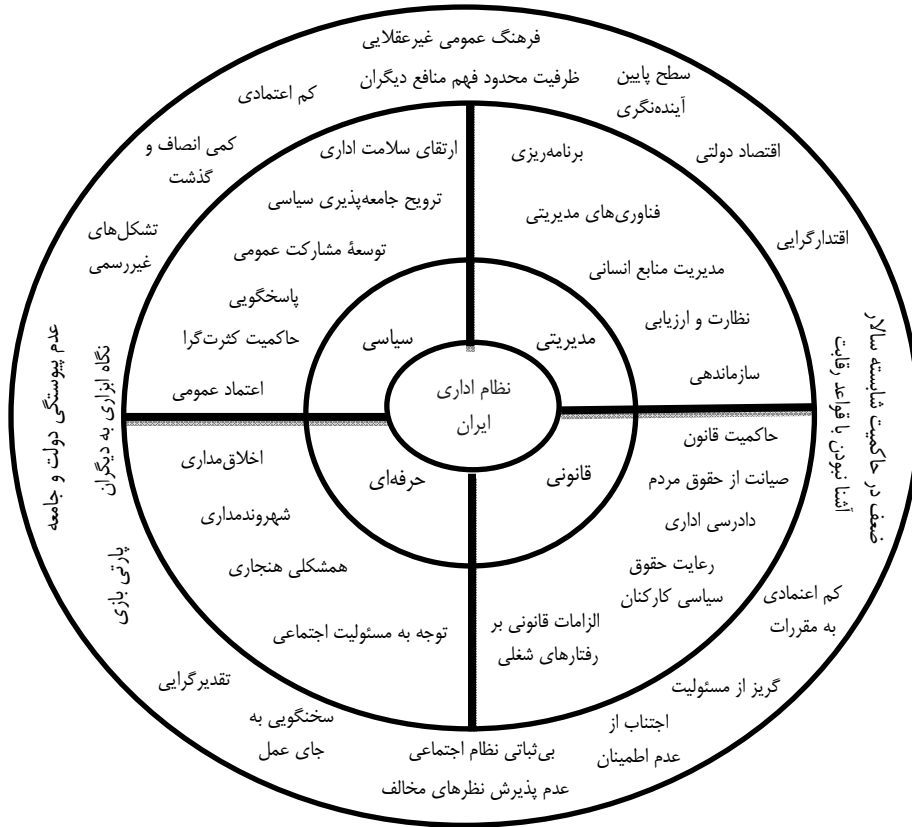 فرهنگ عمومی غیرعقلایی
ظرفیت محدود فهم منافع دیگران
سطح پایین
آینده‌نگری
اقتصاد دولتی
اقتدارگرایی
ضعف در حاکمیت شایسته سالار
آشنا نبودن با قواعد رقابت
کم اعتمادی
به مقررات
گریز از مسئولیت
اجتناب از
عدم اطمینان
بی‌ثباتی نظام اجتماعی
عدم پذیرش نظرهای مخالف
سخنگویی به
جای عمل
تقدیرگرایی
پارتی بازی
نگاه ابزاری به دیگران
عدم پیوستگی دولت و جامعه
تشکل‌های
غیررسمی
کمی انصاف و
گذشت
کم اعتمادی
برنامه‌ریزی
فناوری‌های مدیریتی
مدیریت منابع انسانی
نظارت و ارزیابی
سازماندهی
مدیریتی
ارتقای سلامت اداری
ترویح جامعه‌پذیری سیاسی
توسعهٔ مشارکت عمومی
پاسخگویی
حاکمیت کثرت‌گرا
اعتماد عمومی
سیاسی
نظام اداری
ایران
حاکمیت قانون
صیانت از حقوق مردم
دادرسی اداری
رعایت حقوق
سیاسی کارکنان
الزامات قانونی بر
رفتارهای شغلی
قانونی
اخلاق‌مداری
شهروندمداری
همشکلی هنجاری
توجه به مسئولیت اجتماعی
حرفه‌ای